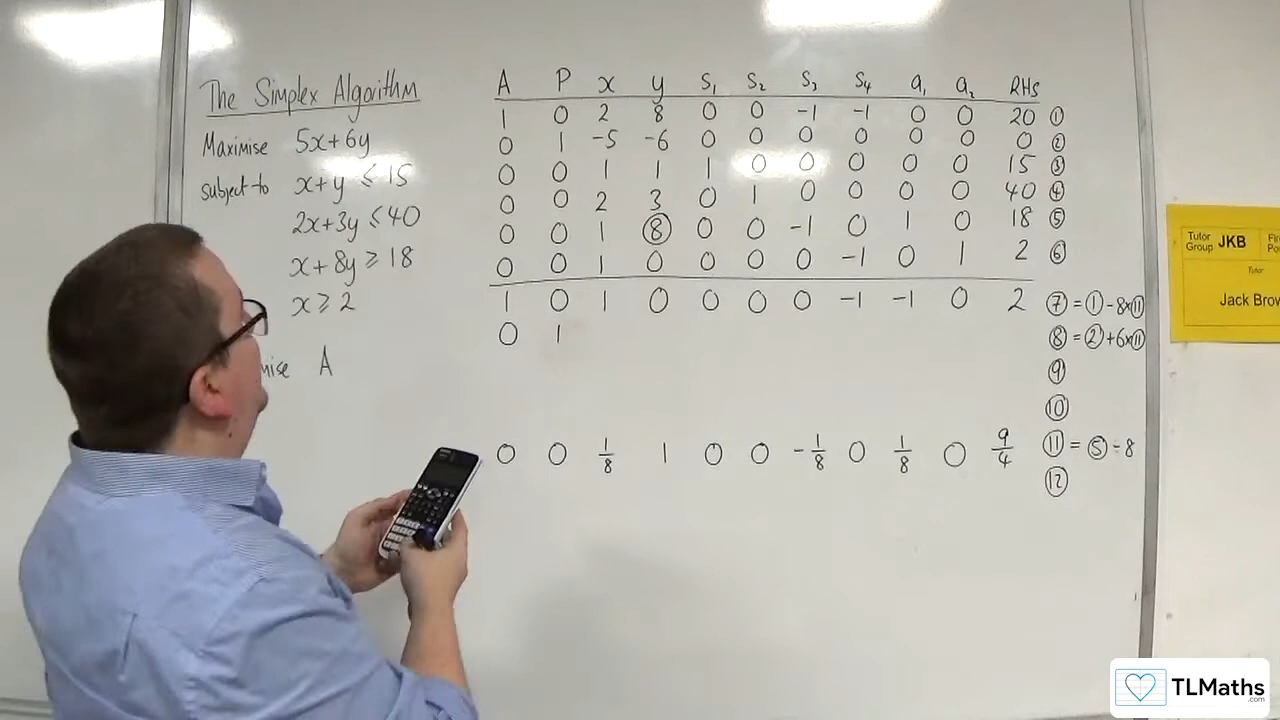 The Simplex Algorithm
Maximise 5x+6y
subject to x+y ≤ 15
2x+3y ≤ 40
x+8y ≥ 18
x ≥ 2
nise A
A P x y S₁ S₂ S₃ S₄ a₁ a₂ RHS
1 0 2 8 0 0 -1 -1 0 0 20 ①
0 1 -5 -6 0 0 0 0 0 0 0 ②
0 0 1 1 1 0 0 0 0 0 15 ③
0 0 2 3 0 1 0 0 0 0 40 ④
0 0 1 ⑧ 0 0 -1 0 1 0 18 ⑤
0 0 1 0 0 0 0 -1 0 1 2 ⑥
1 0 1 0 0 0 0 -1 -1 0 2 ⑦ = ① - 8×⑪
0 1 ⑧ = ② + 6×⑪
⑨
⑩
0 0 1/8 1 0 0 -1/8 0 1/8 0 9/4 ⑪ = ⑤ ÷ 8
⑫
Tutor Group JKB
Tutor
Jack Brow
TLMaths
.com